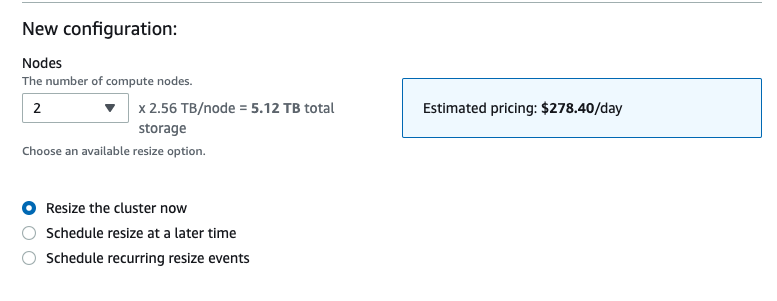 New configuration:
Nodes
The number of compute nodes.
2
x 2.56 TB/node = 5.12 TB total
storage
Estimated pricing: $278.40/day
Choose an available resize option.
Resize the cluster now
Schedule resize at a later time
Schedule recurring resize events